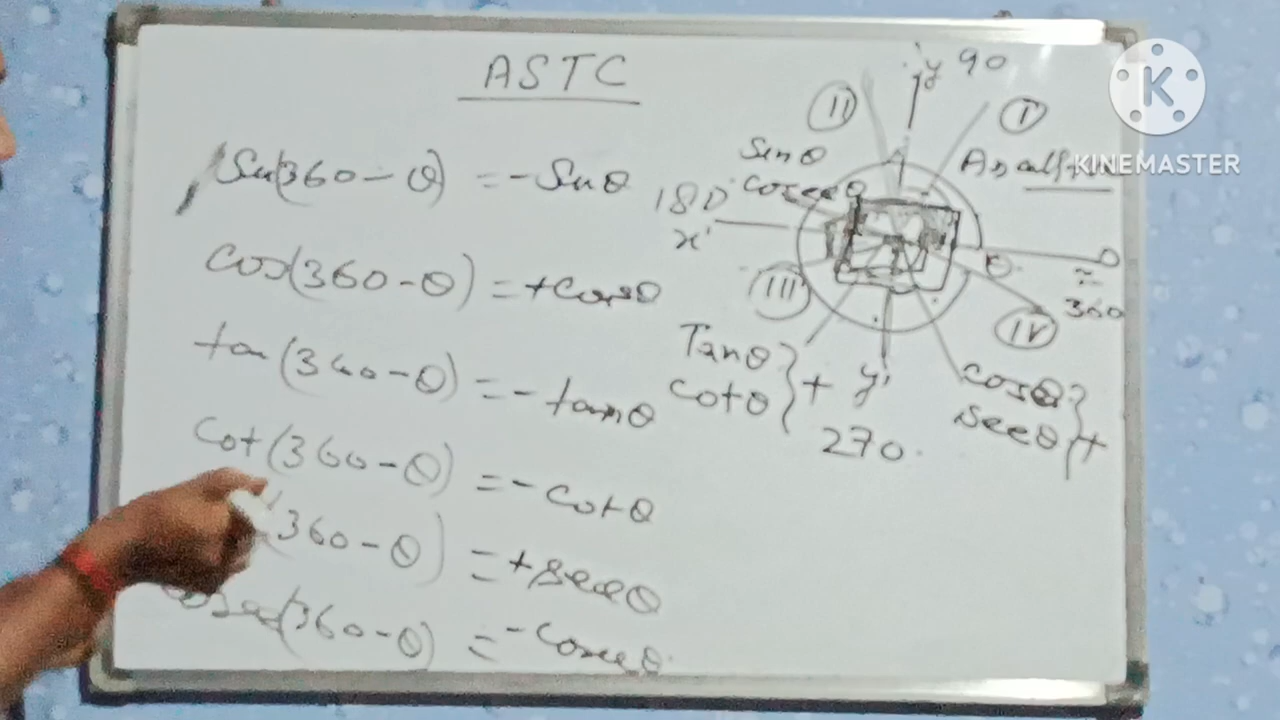 ASTC
Sin(360-θ) = -Sinθ
Cos(360-θ) = +Cosθ
tan(360-θ) = -tanθ
Cot(360-θ) = -Cotθ
(360-θ) = +Secθ
Cosec(360-θ) = -Cosecθ
y 90
II
I
Sinθ
Cosecθ
All
180
x'
θ
0
≈
360
III
IV
Tanθ
Cotθ } +
y'
270
Cosθ
Secθ } +
K
KINEMASTER